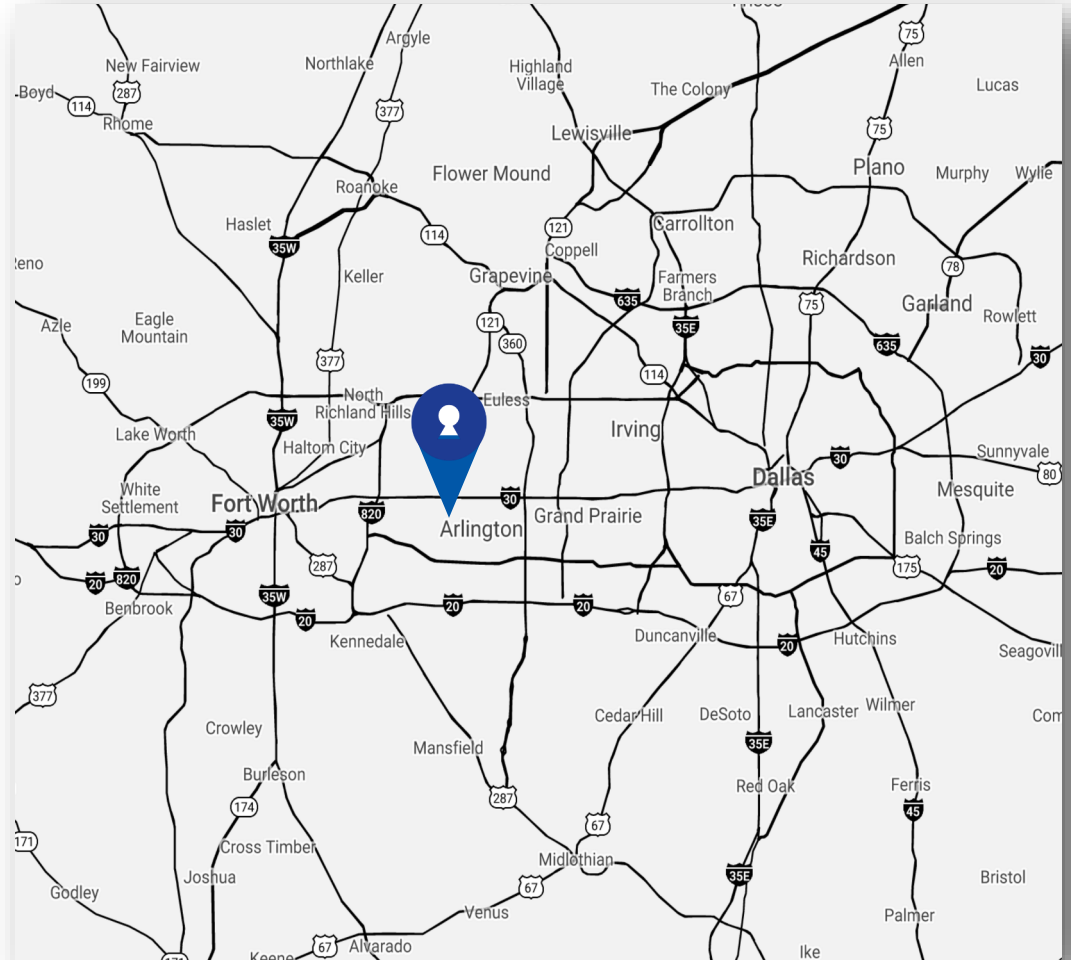 Argyle
75
New Fairview
Northlake
Highland
Village
Allen
The Colony
Lucas
Boyd
114
287
377
Rhome
75
Lewisville
Flower Mound
Plano
Murphy
Wylie
Roanoke
Haslet
35W
114
121
Carrollton
Coppell
Richardson
78
Keller
Grapevine
Farmers
Branch
635
75
Garland
Rowlett
Azle
Eagle
Mountain
121
360
35E
635
30
377
199
114
North
Richland Hills
Euless
35W
Lake Worth
Haltom City
Irving
30
Sunnyvale
80
White
Settlement
Fort Worth
820
30
Dallas
Mesquite
Grand Prairie
Arlington
35E
30
30
45
Balch Springs
175
20
287
20
820
Benbrook
35W
20
20
20
67
Kennedale
Duncanville
20
Hutchins
377
Crowley
Cedar Hill
DeSoto
Lancaster
Wilmer
Mansfield
35E
Burleson
Red Oak
Ferris
174
287
45
67
171
Cross Timber
Midlothian
Joshua
35E
Bristol
Godley
67
Venus
Palmer
67
Alvarado
Ike